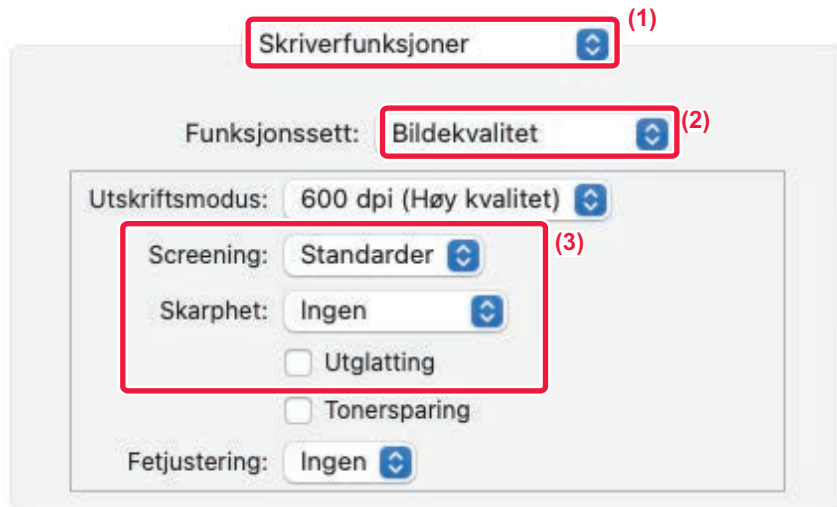 Skriverfunksjoner (1)
Funksjonssett: Bildekvalitet (2)
Utskriftsmodus: 600 dpi (Høy kvalitet)
Screening: Standarder (3)
Skarphet: Ingen
Utglatting
Tonersparing
Fetjustering: Ingen